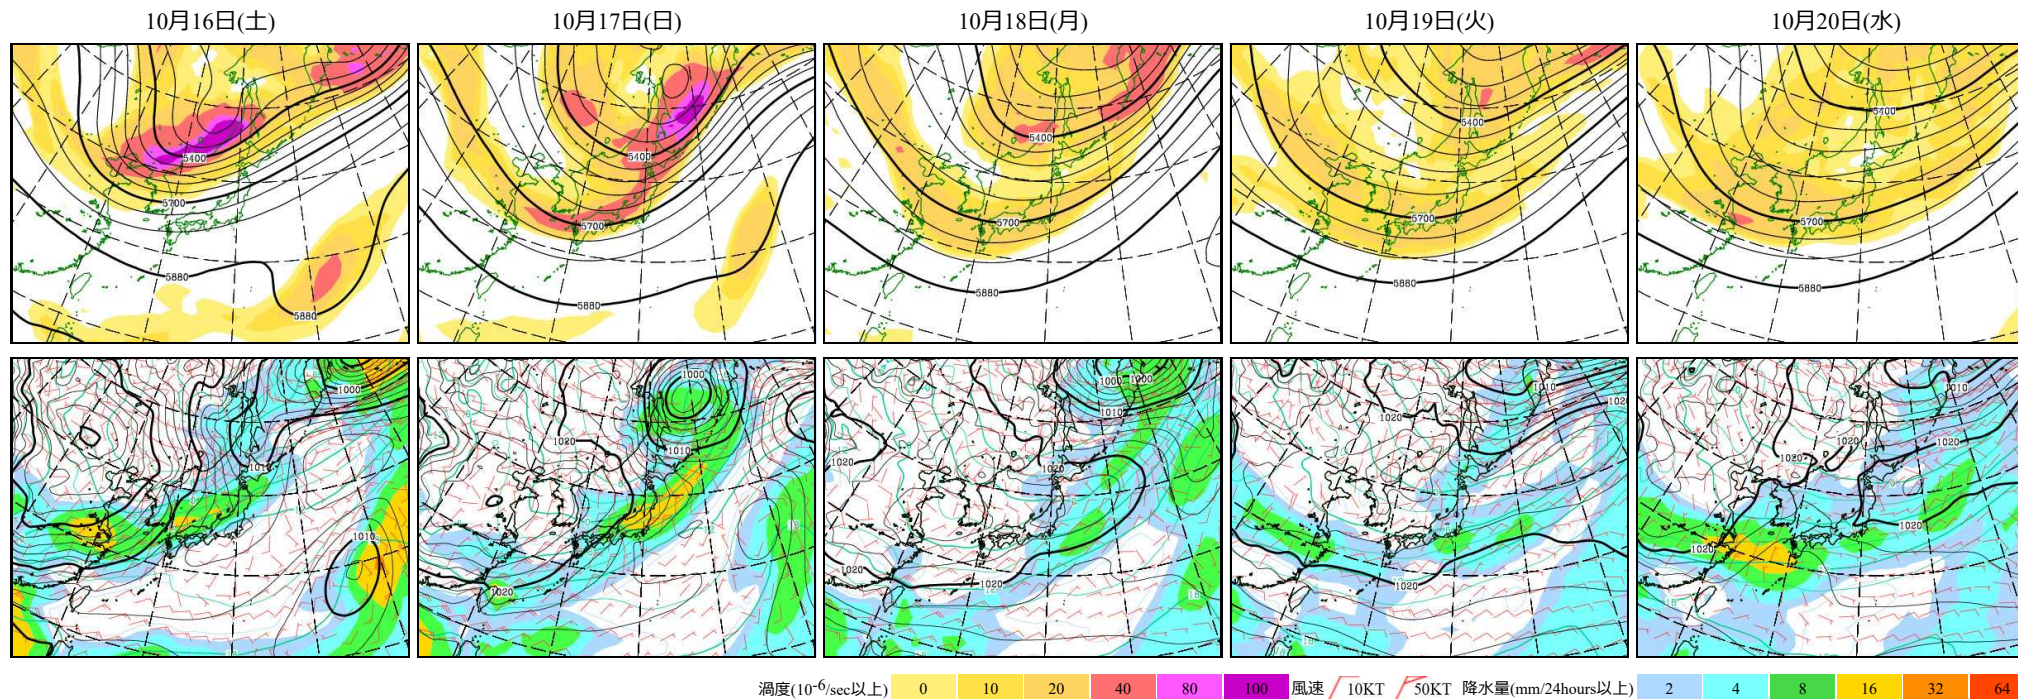 10月16日(土) 10月17日(日) 10月18日(月) 10月19日(火) 10月20日(水)
5400 5400 5400 5400 5400
5700 5700 5700 5700 5700
5880 5880 5880 5880 5880 5880
1000 1000 1000 1000 1010 1010
1010 1020 1010 1010 1020 1020 1020
1010 1020 1020 1020 1020 1020
1020 1020 1020 1020 1020
渦度(10-6/sec以上) 0 10 20 40 80 100 風速 10KT 50KT 降水量(mm/24hours以上) 2 4 8 16 32 64